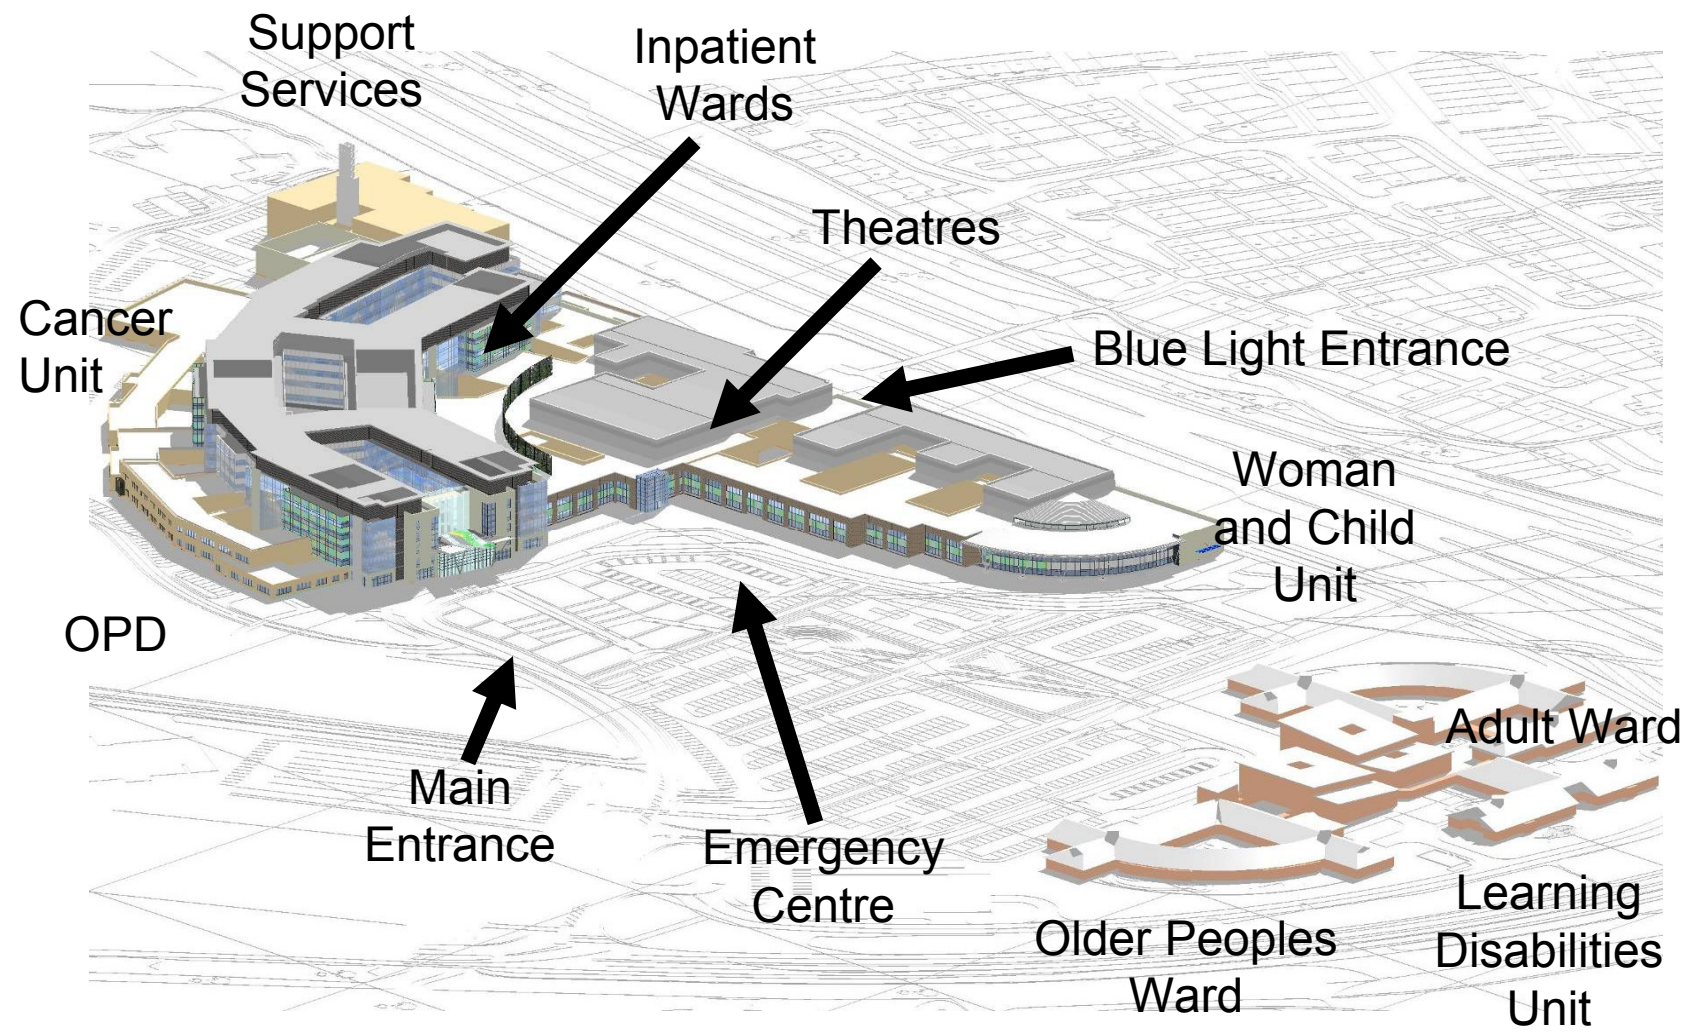 Support
Services
Inpatient
Wards
Theatres
Cancer
Unit
Blue Light Entrance
Woman
and Child
Unit
OPD
Main
Entrance
Emergency
Centre
Adult Ward
Older Peoples
Ward
Learning
Disabilities
Unit